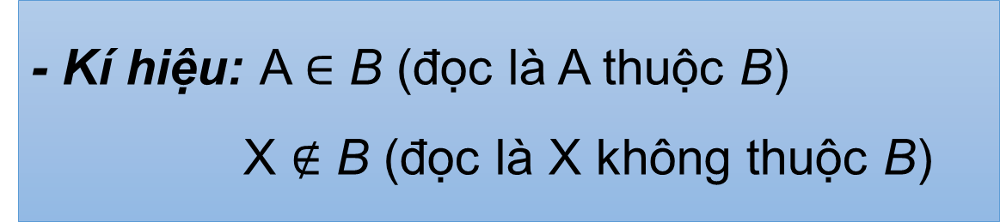 - Kí hiệu: A ∈ B (đọc là A thuộc B)
X ∉ B (đọc là X không thuộc B)